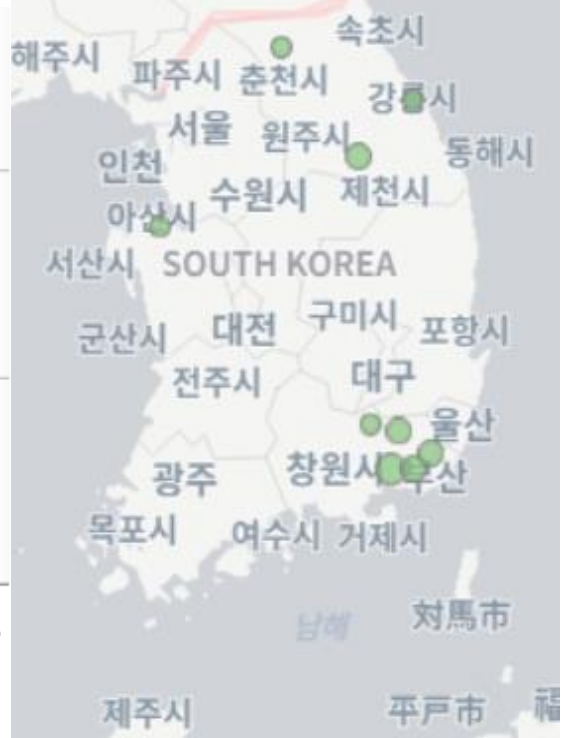 속초시
해주시
파주시 춘천시
강릉시
서울 원주시
동해시
인천
수원시 제천시
아산시
서산시 SOUTH KOREA
구미시
군산시 대전 포항시
전주시 대구
울산
창원시 부산
광주
목포시 여수시 거제시
남해
対馬市
제주시 平戸市 福